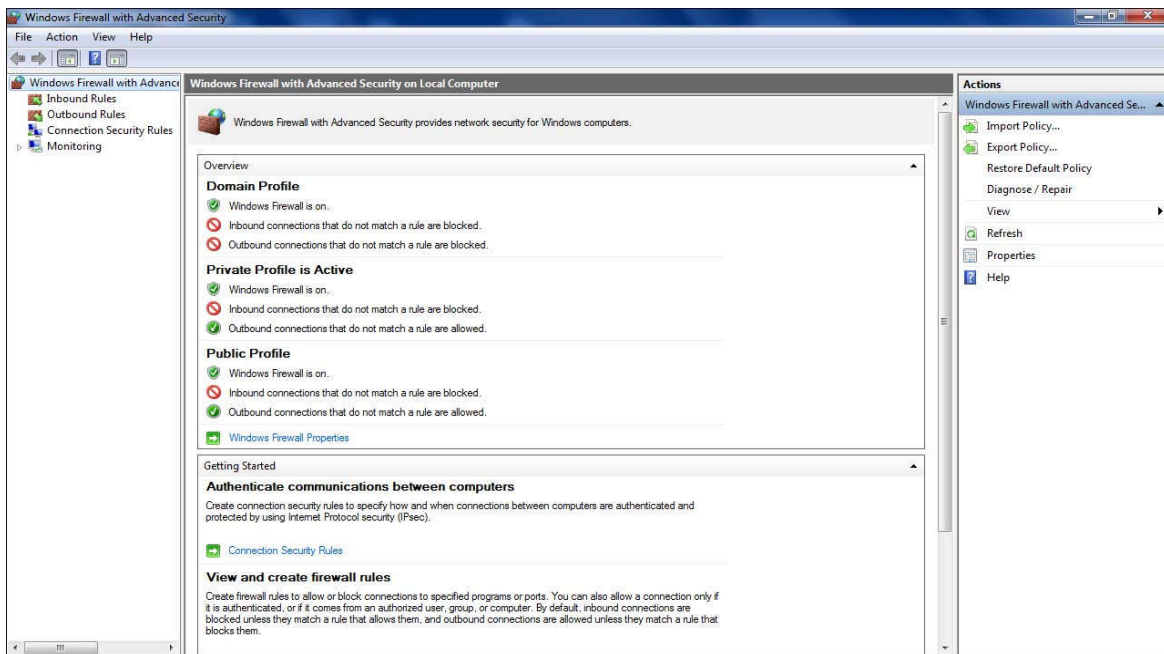 Windows Firewall with Advanced Security
File Action View Help
Windows Firewall with Advance
Inbound Rules
Outbound Rules
Connection Security Rules
Monitoring
Windows Firewall with Advanced Security on Local Computer
Windows Firewall with Advanced Security provides network security for Windows computers.
Overview
Domain Profile
Windows Firewall is on.
Inbound connections that do not match a rule are blocked.
Outbound connections that do not match a rule are blocked.
Private Profile is Active
Windows Firewall is on.
Inbound connections that do not match a rule are blocked.
Outbound connections that do not match a rule are allowed.
Public Profile
Windows Firewall is on.
Inbound connections that do not match a rule are blocked.
Outbound connections that do not match a rule are allowed.
Windows Firewall Properties
Getting Started
Authenticate communications between computers
Create connection security rules to specify how and when connections between computers are authenticated and
protected by using Internet Protocol security (IPsec).
Connection Security Rules
View and create firewall rules
Create firewall rules to allow or block connections to specified programs or ports. You can also allow a connection only if
it is authenticated, or if it comes from an authorized user, group, or computer. By default, inbound connections are
blocked unless they match a rule that allows them, and outbound connections are allowed unless they match a rule that
blocks them.
Actions
Windows Firewall with Advanced Se...
Import Policy...
Export Policy...
Restore Default Policy
Diagnose / Repair
View
Refresh
Properties
Help